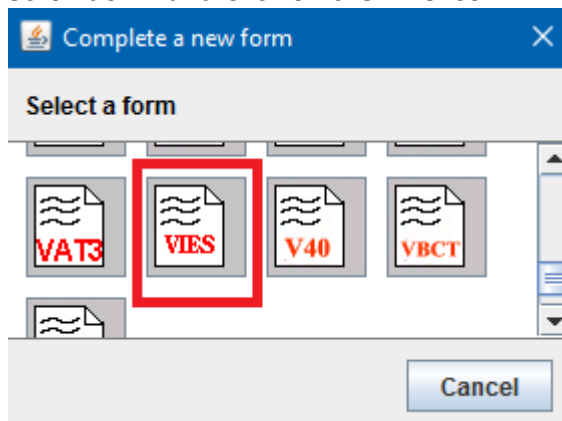 Complete a new form
Select a form
VAT3 VIES V40 VBCT
Cancel